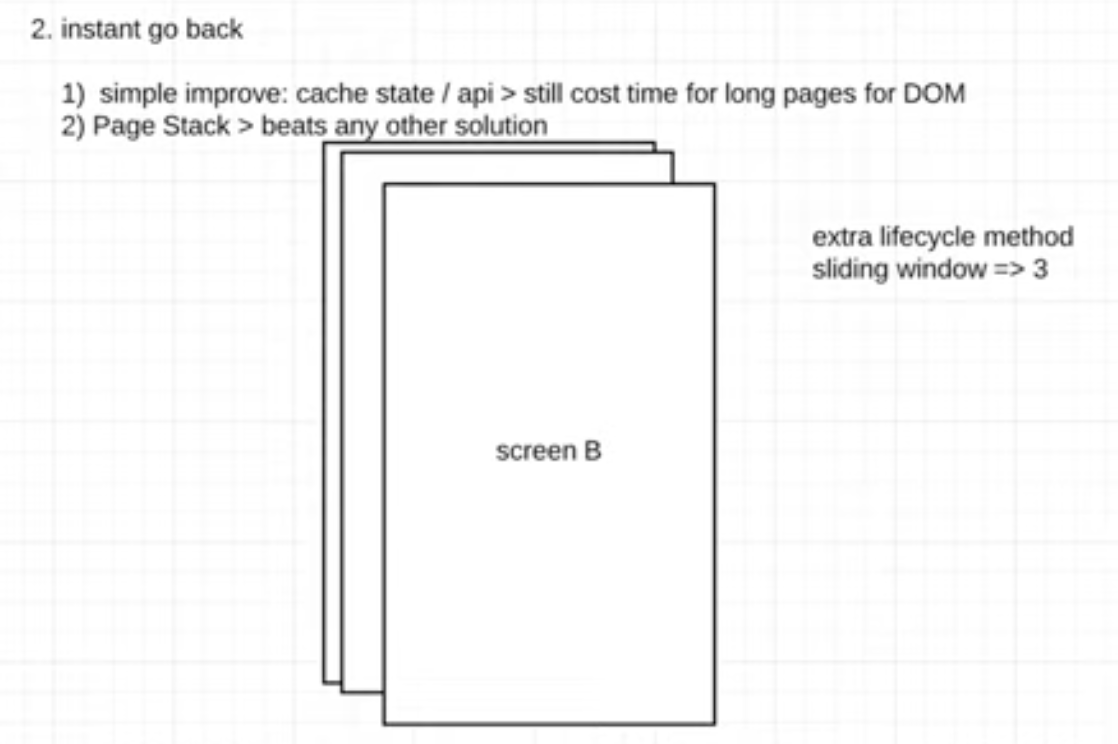 2. instant go back
1) simple improve: cache state / api > still cost time for long pages for DOM
2) Page Stack > beats any other solution
extra lifecycle method
sliding window => 3
screen B